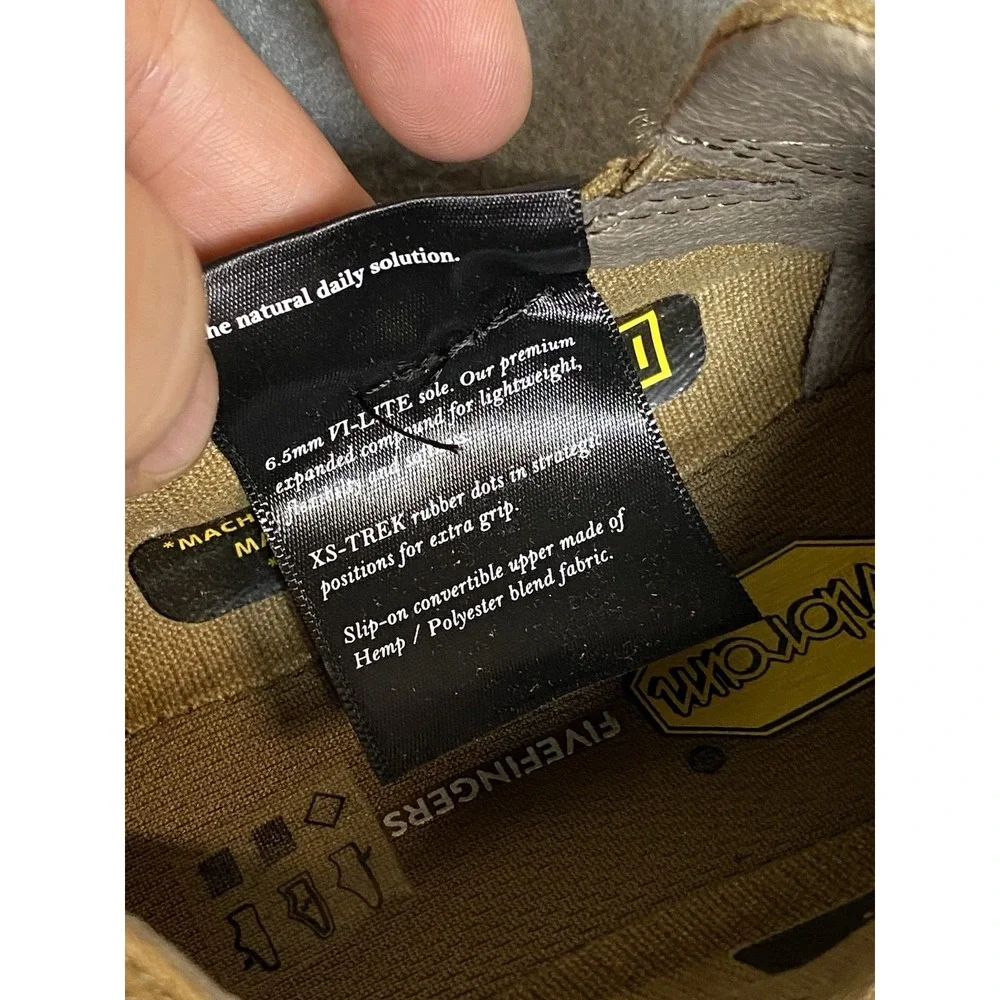 he natural daily solution.
6.5mm VI-LITE sole. Our premium
expanded compound for lightweight,
flexibility and
XS-TREK rubber dots in strategic
positions for extra grip.
Slip-on convertible upper made of
Hemp / Polyester blend fabric.
*MACH
MA
*
vibram
FIVEFINGERS